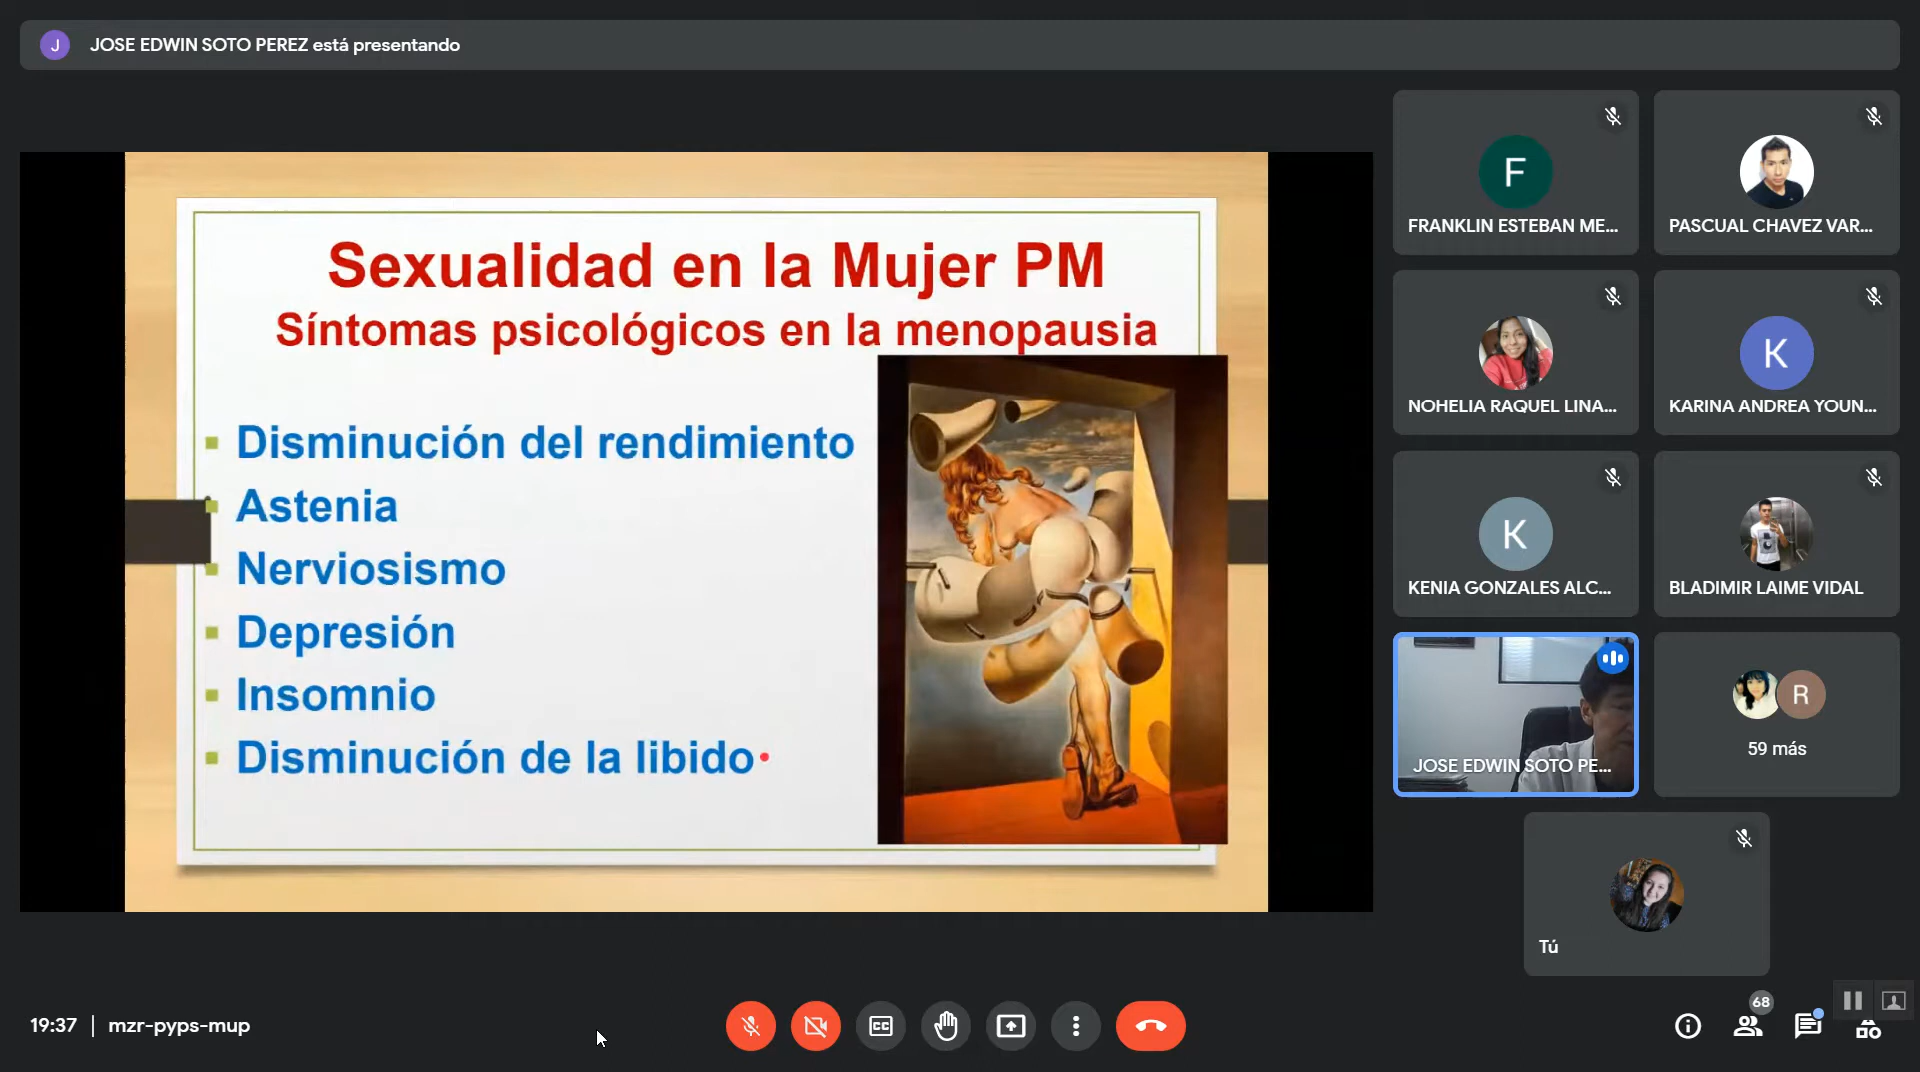 J
JOSE EDWIN SOTO PEREZ está presentando
Sexualidad en la Mujer PM
Síntomas psicológicos en la menopausia
Disminución del rendimiento
Astenia
Nerviosismo
Depresión
Insomnio
Disminución de la libido
F
FRANKLIN ESTEBAN ME...
PASCUAL CHAVEZ VAR...
NOHELIA RAQUEL LINA...
K
KARINA ANDREA YOUN...
K
KENIA GONZALES ALC...
BLADIMIR LAIME VIDAL
JOSE EDWIN SOTO PE...
R
59 más
Tú
19:37 | mzr-pyps-mup
CC
68